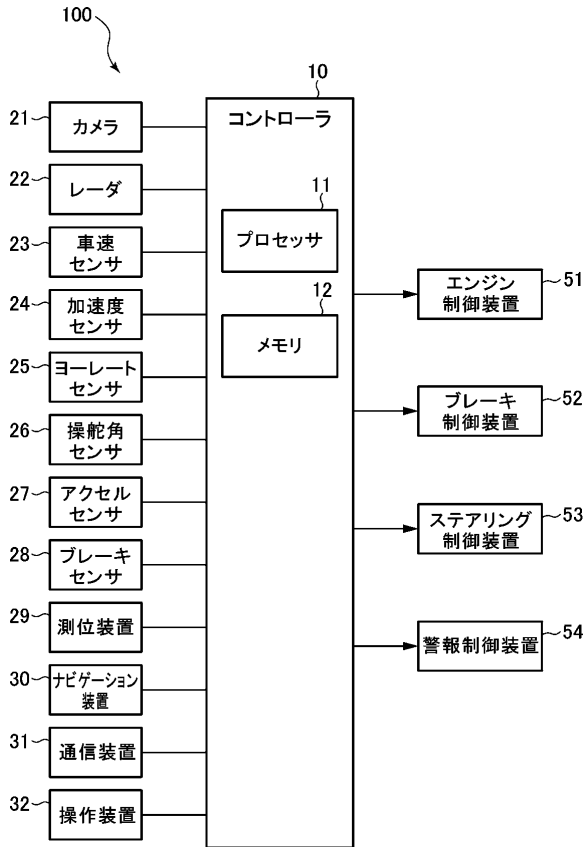 100
10
コントローラ
11
プロセッサ
12
メモリ
21
カメラ
22
レーダ
23
車速
センサ
24
加速度
センサ
25
ヨーレート
センサ
26
操舵角
センサ
27
アクセル
センサ
28
ブレーキ
センサ
29
測位装置
30
ナビゲーション
装置
31
通信装置
32
操作装置
エンジン
制御装置
51
ブレーキ
制御装置
52
ステアリング
制御装置
53
警報制御装置
54